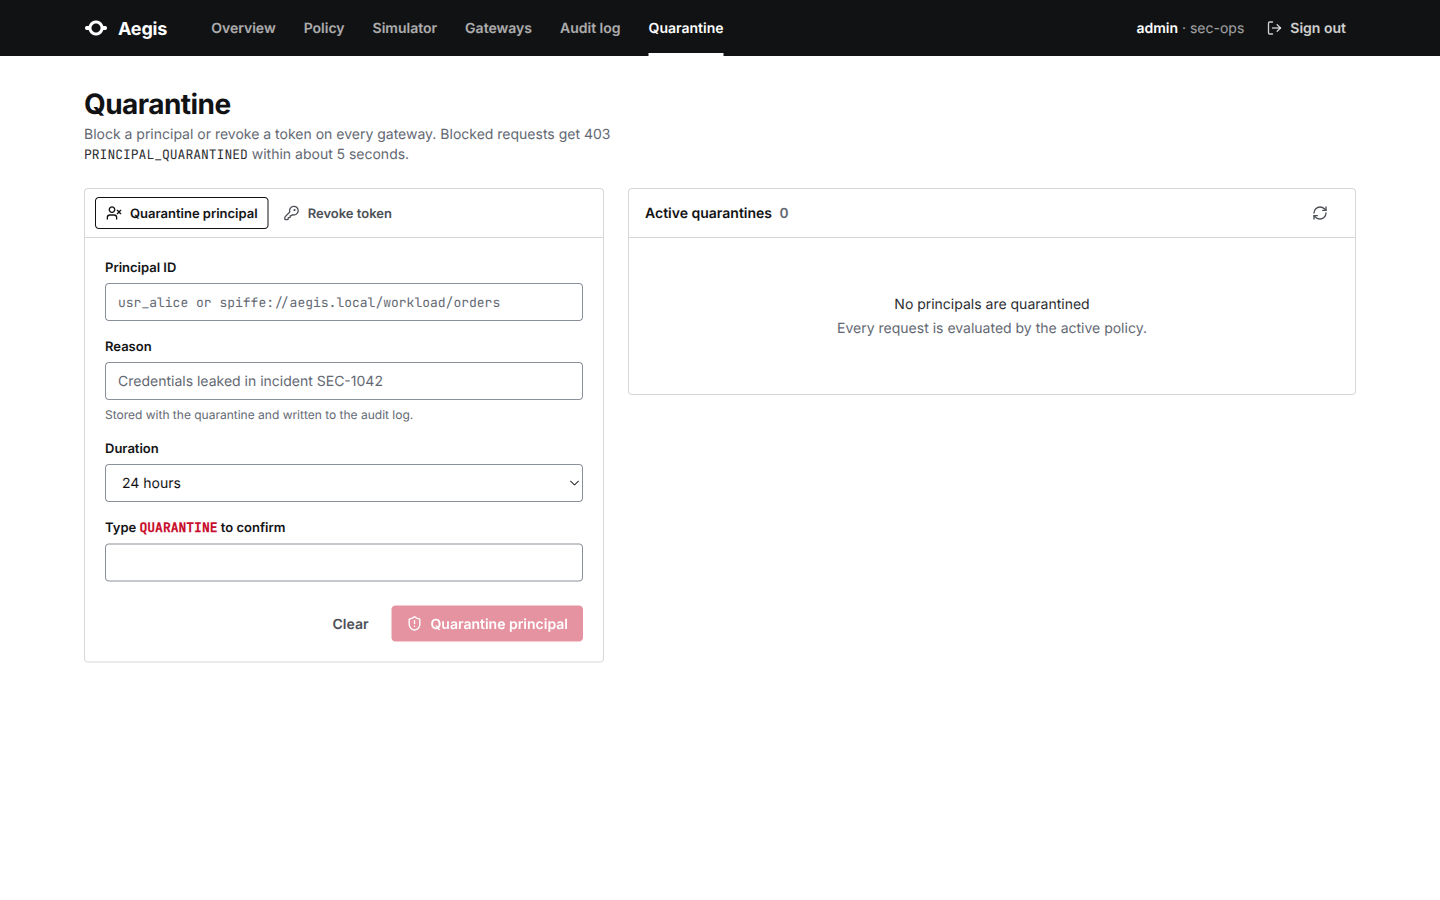 Aegis
Overview
Policy
Simulator
Gateways
Audit log
Quarantine
admin · sec-ops
Sign out
Quarantine
Block a principal or revoke a token on every gateway. Blocked requests get 403
PRINCIPAL_QUARANTINED within about 5 seconds.
Quarantine principal
Revoke token
Principal ID
usr_alice or spiffe://aegis.local/workload/orders
Reason
Credentials leaked in incident SEC-1042
Stored with the quarantine and written to the audit log.
Duration
24 hours
Type QUARANTINE to confirm
Clear
Quarantine principal
Active quarantines 0
No principals are quarantined
Every request is evaluated by the active policy.